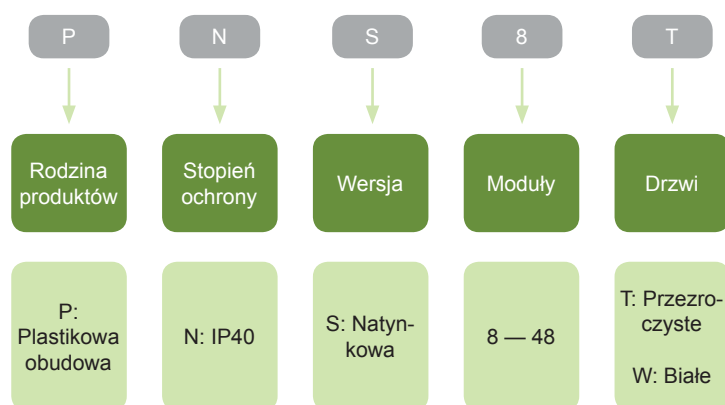 P
N
S
8
T
Rodzina
produktów
Stopień
ochrony
Wersja
Moduły
Drzwi
P:
Plastikowa
obudowa
N: IP40
S: Natyn-
kowa
8 — 48
T: Przezro-
czyste
W: Białe